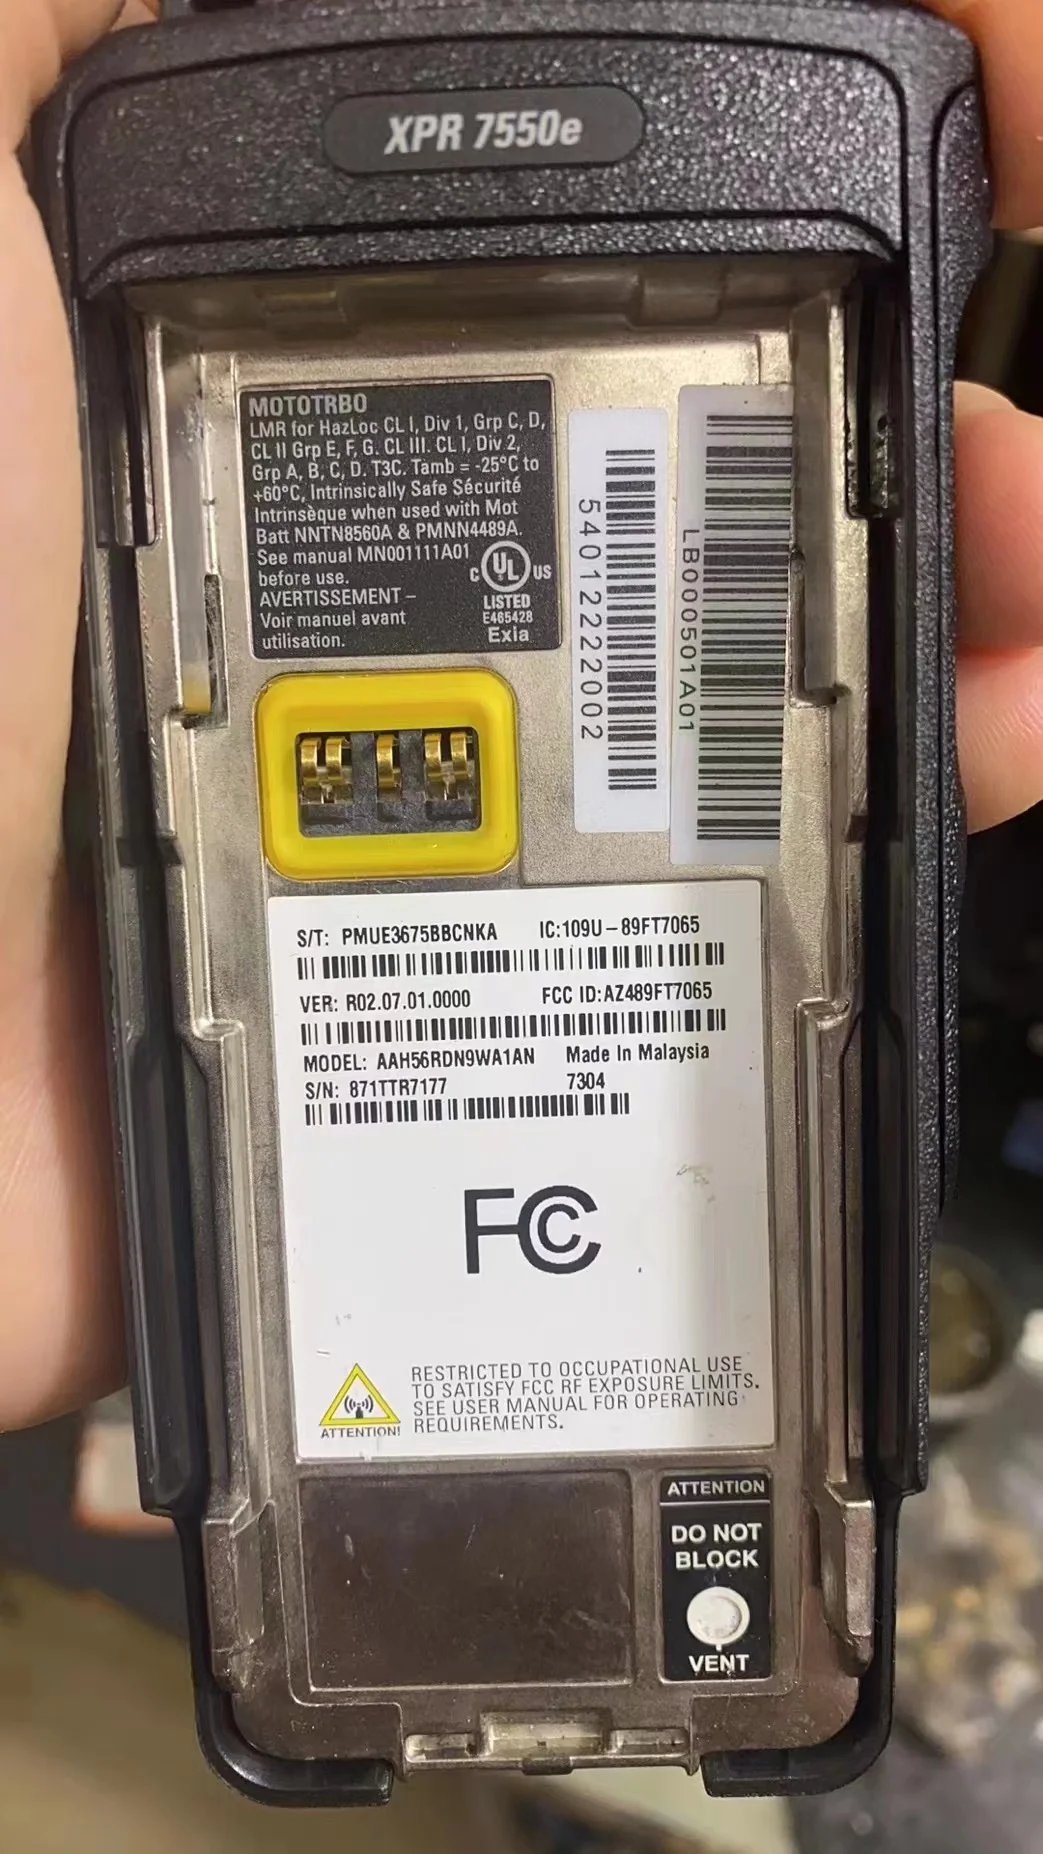 XPR 7550e
MOTOTRBO
LMR for HazLoc CL I, Div 1, Grp C, D,
CL II Grp E, F, G. CL III. CL I, Div 2,
Grp A, B, C, D. T3C. Tamb = -25°C to
+60°C, Intrinsically Safe Sécurité
Intrinsèque when used with Mot
Batt NNTN8560A & PMNN4489A.
See manual MN001111A01
before use.
AVERTISSEMENT –
Voir manuel avant
utilisation.
C UL US
LISTED
E465428
Exia
5401222002
LB000501A01
S/T: PMUE3675BBCNKA IC:109U-89FT7065
VER: R02.07.01.0000 FCC ID:AZ489FT7065
MODEL: AAH56RDN9WA1AN Made In Malaysia
S/N: 871TTR7177 7304
FC
ATTENTION!
RESTRICTED TO OCCUPATIONAL USE
TO SATISFY FCC RF EXPOSURE LIMITS.
SEE USER MANUAL FOR OPERATING
REQUIREMENTS.
ATTENTION
DO NOT
BLOCK
VENT